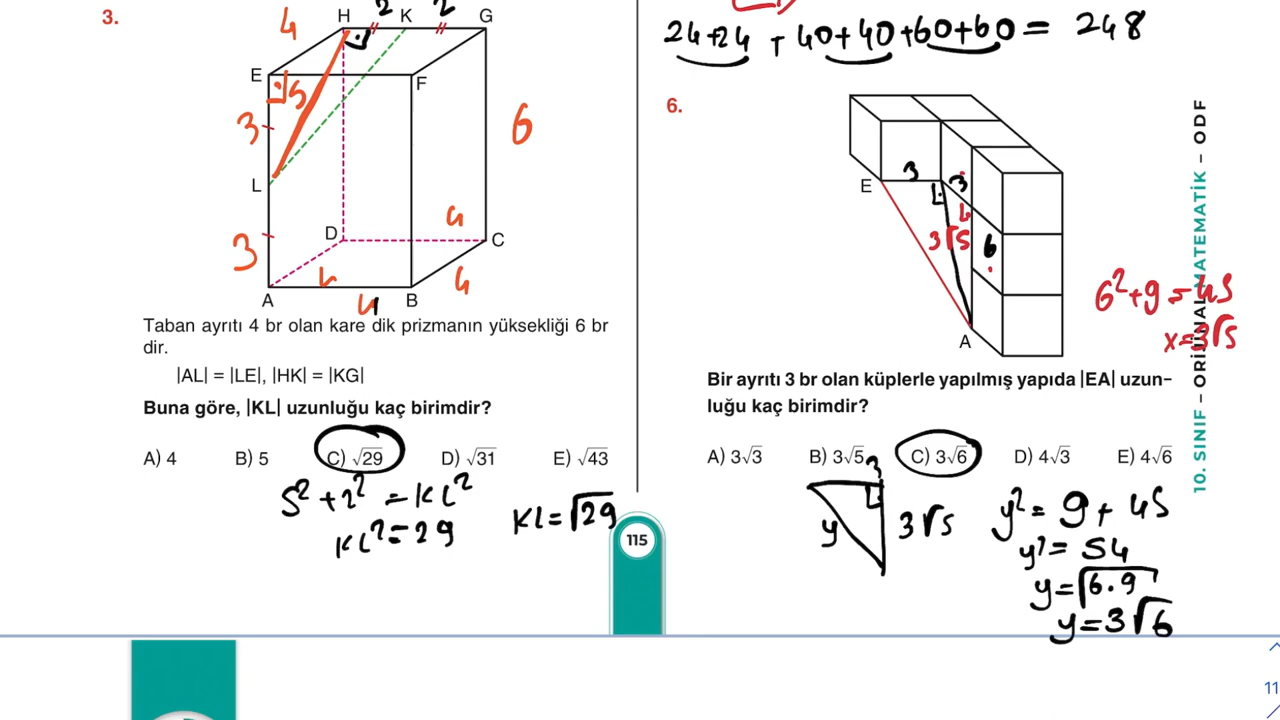 24+24 + 40+40+60+60 = 248
3.
4
H
2
K
2
G
E
5
F
3
6
L
3
D
4
C
4
4
A
4
B
Taban ayrıtı 4 br olan kare dik prizmanın yüksekliği 6 br
dir.
|AL| = |LE|, |HK| = |KG|
Buna göre, |KL| uzunluğu kaç birimdir?
A) 4 B) 5 C) √29 D) √31 E) √43
5² + 2² = KL²
KL² = 29
KL = √29
115
6.
E
3
3
3√5
6
A
6² + 9 = 45
x = 3√5
Bir ayrıtı 3 br olan küplerle yapılmış yapıda |EA| uzun-
luğu kaç birimdir?
A) 3√3 B) 3√5 C) 3√6 D) 4√3 E) 4√6
3
y
3√5
y² = 9 + 45
y² = 54
y = √6.9
y = 3√6
10. SINIF – ORİJİNAL MATEMATİK – ODF
11